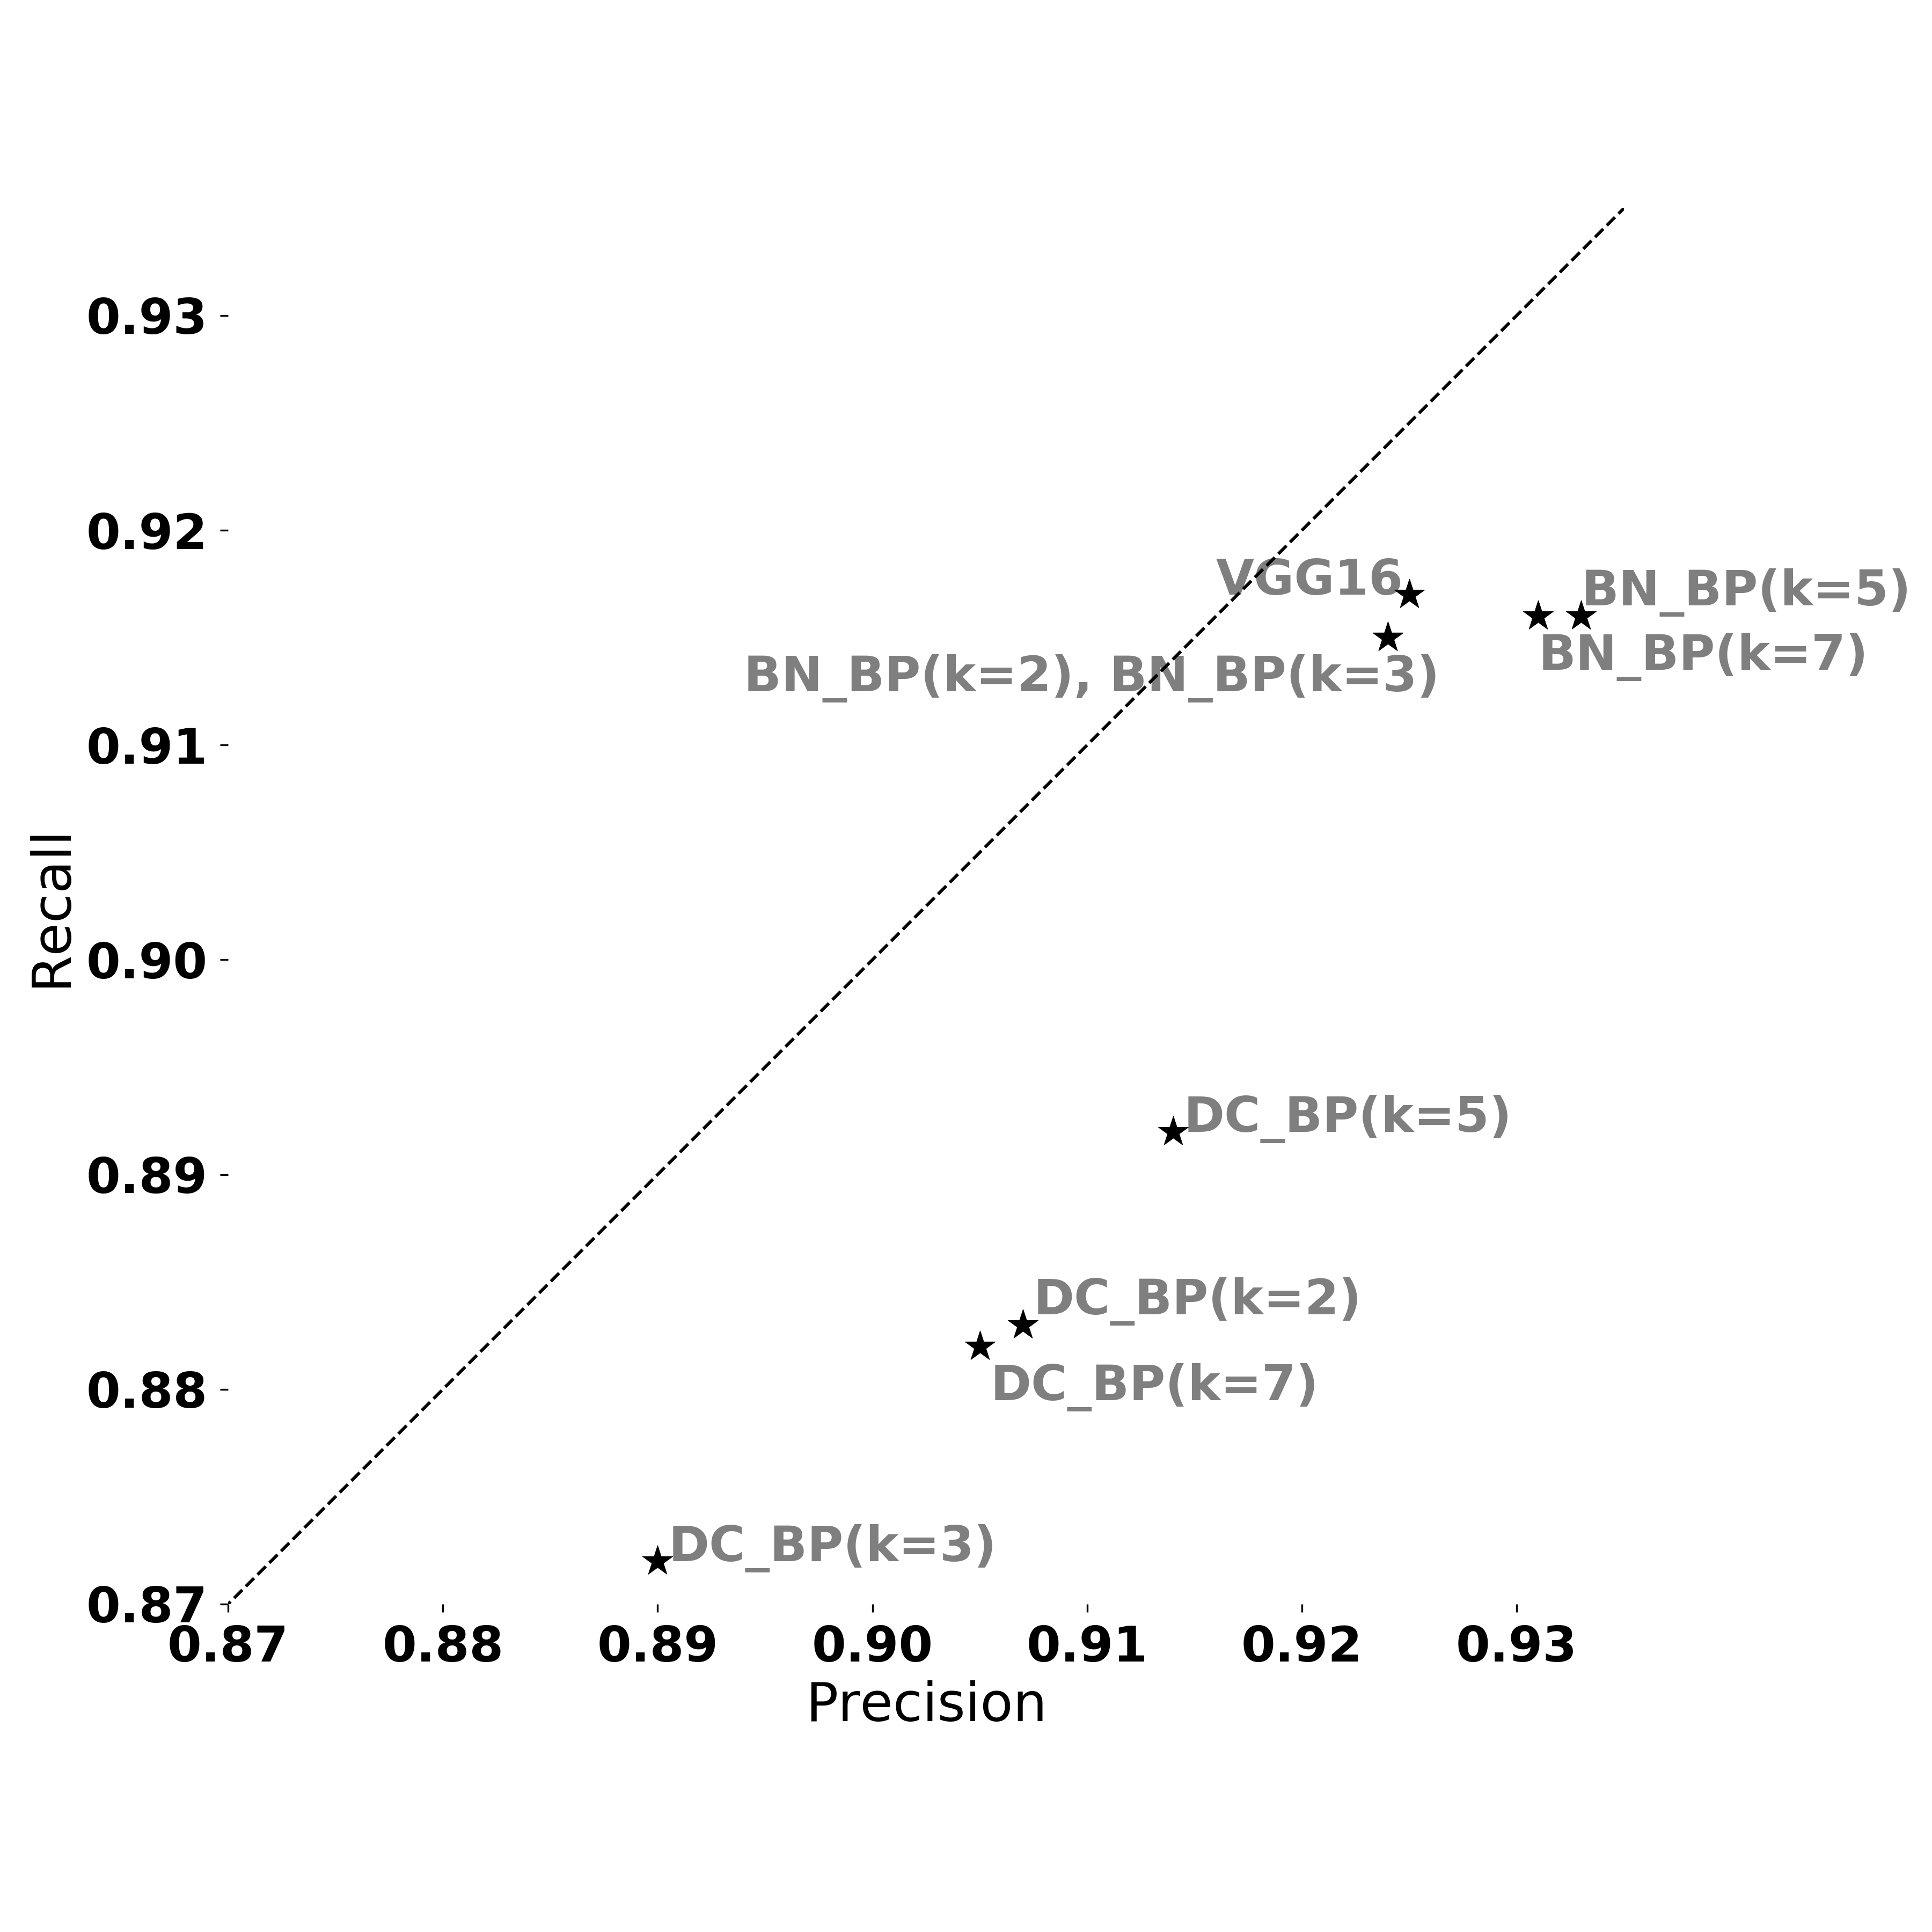 0.93
0.92
VGG16
BN_BP(k=5)
BN_BP(k=7)
BN_BP(k=2), BN_BP(k=3)
0.91
Recall
0.90
DC_BP(k=5)
0.89
DC_BP(k=2)
DC_BP(k=7)
0.88
DC_BP(k=3)
0.87
0.87 0.88 0.89 0.90 0.91 0.92 0.93
Precision